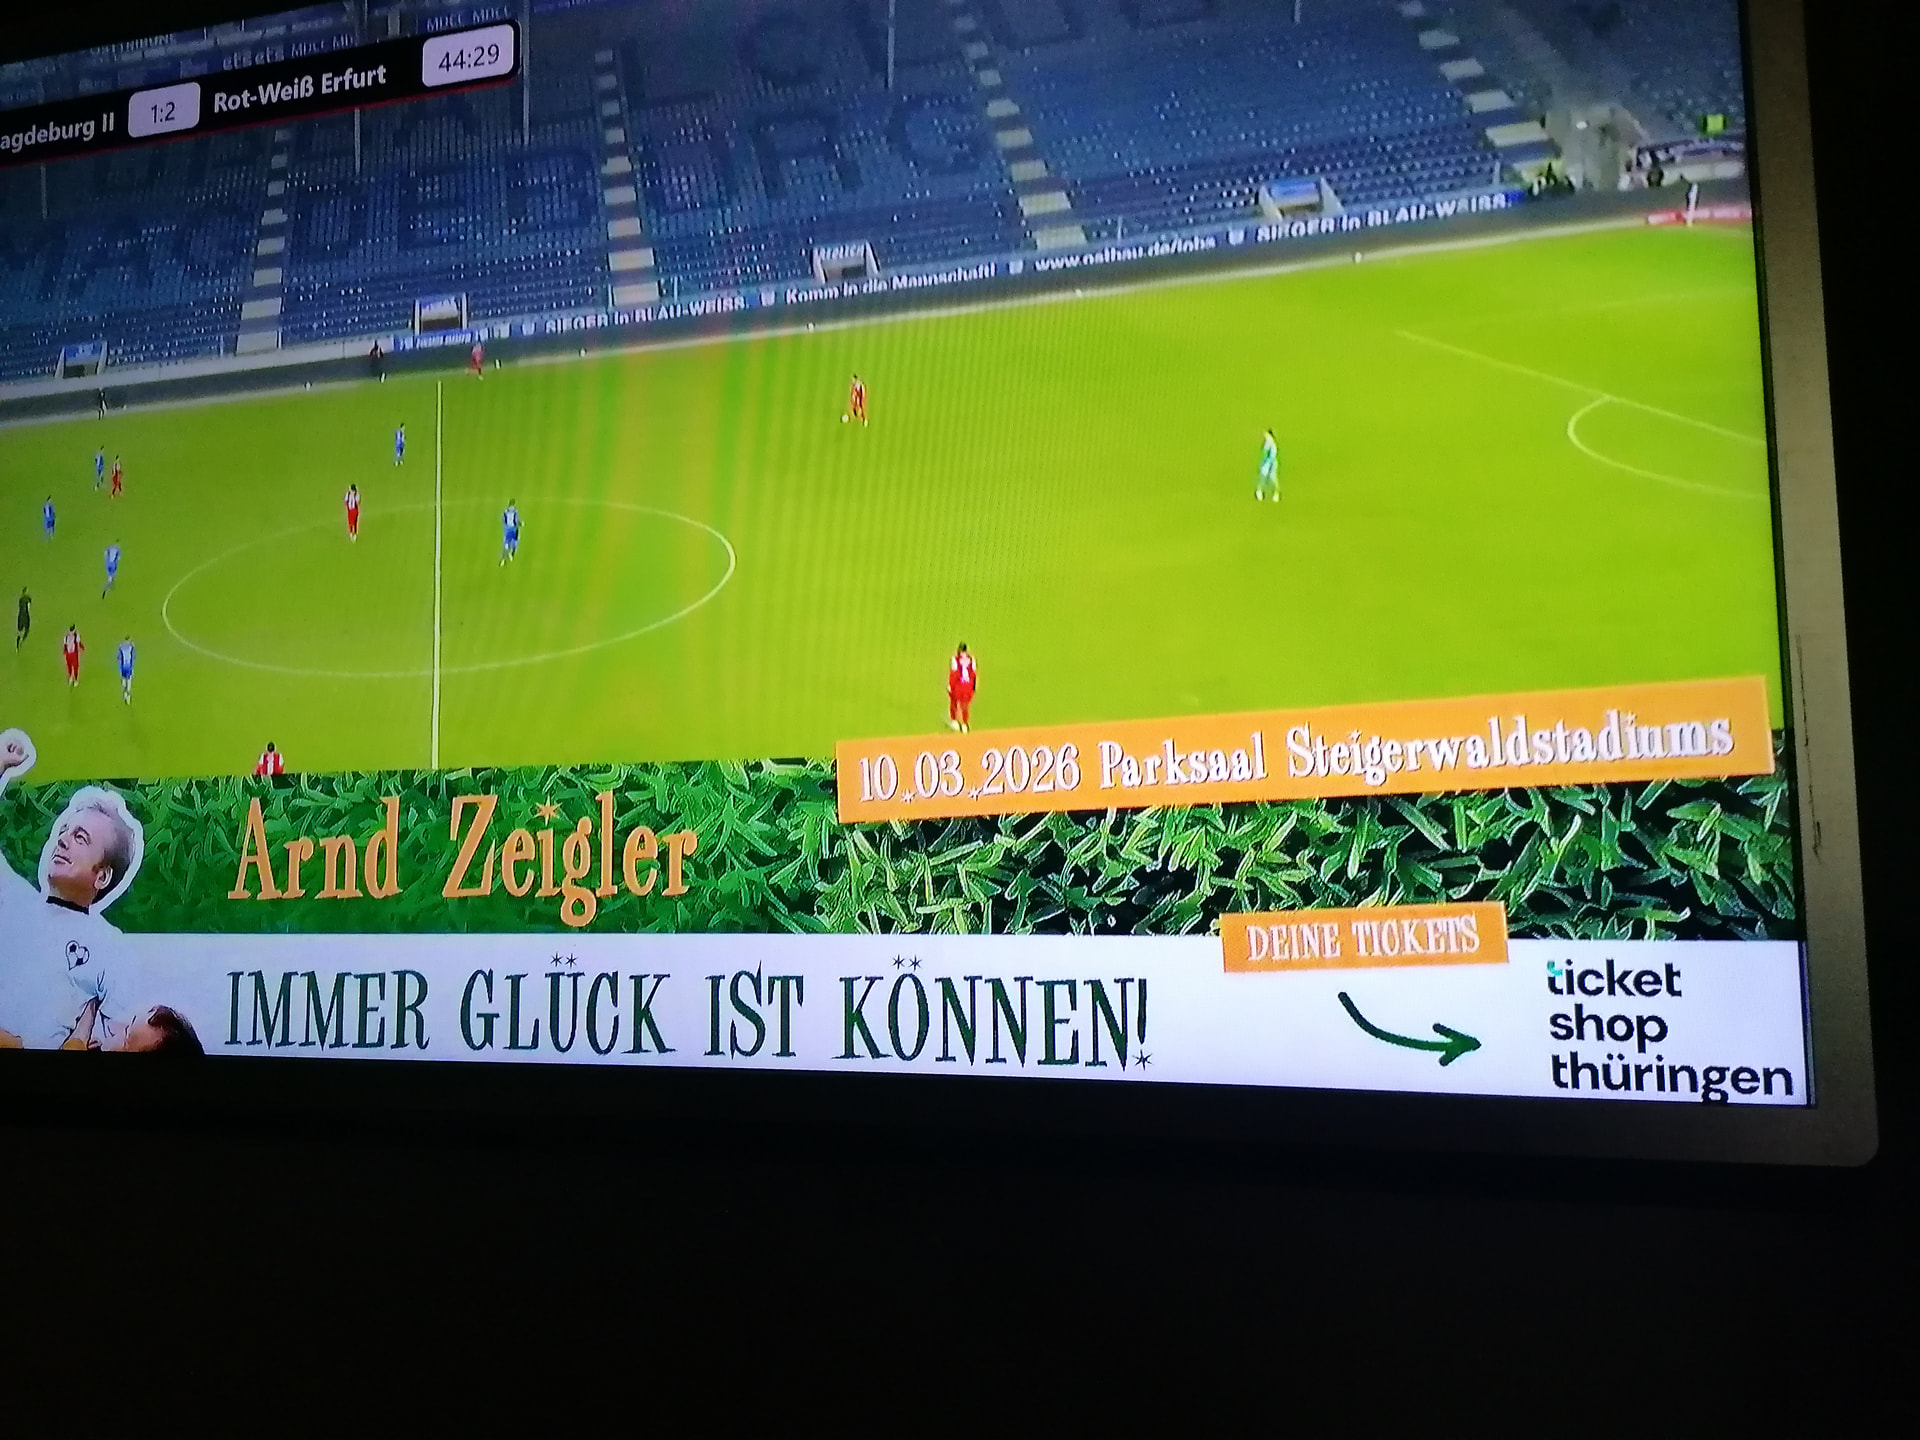 agdeburg II 1:2 Rot-Weiß Erfurt 44:29
SIEGER in BLAU-WEISS. Komm in die Mannschaft! www.osthau.de/jobs SIEGER in BLAU-WEISS.
10.03.2026 Parksaal Steigerwaldstadiums
Arnd Zeigler
IMMER GLÜCK IST KÖNNEN!
DEINE TICKETS
ticket
shop
thüringen